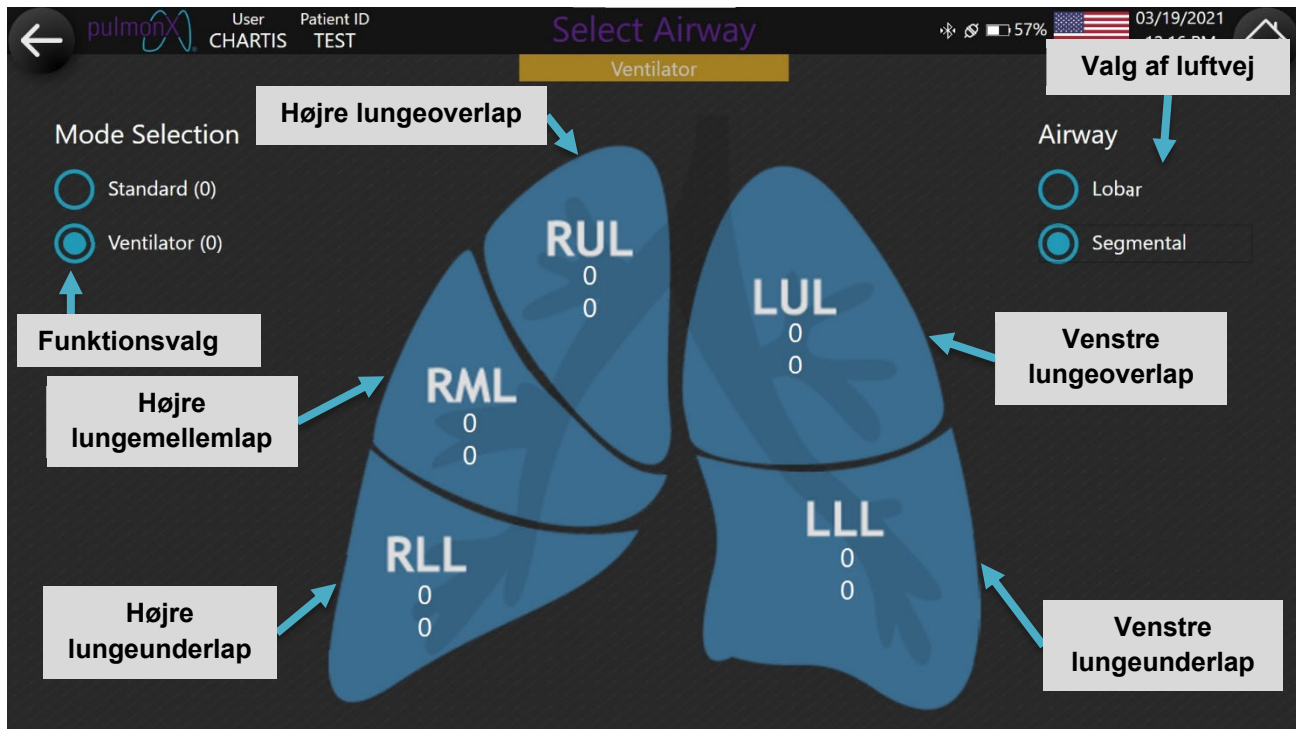 pulmonX
User
CHARTIS
Patient ID
TEST
Select Airway
57%
03/19/2021
Ventilator
Valg af luftvej
Højre lungeoverlap
Mode Selection
Standard (0)
Ventilator (0)
Airway
Lobar
Segmental
Funktionsvalg
RUL
0
0
LUL
0
0
Venstre
lungeoverlap
Højre
lungemellemlap
RML
0
0
RLL
0
0
LLL
0
0
Højre
lungeunderlap
Venstre
lungeunderlap